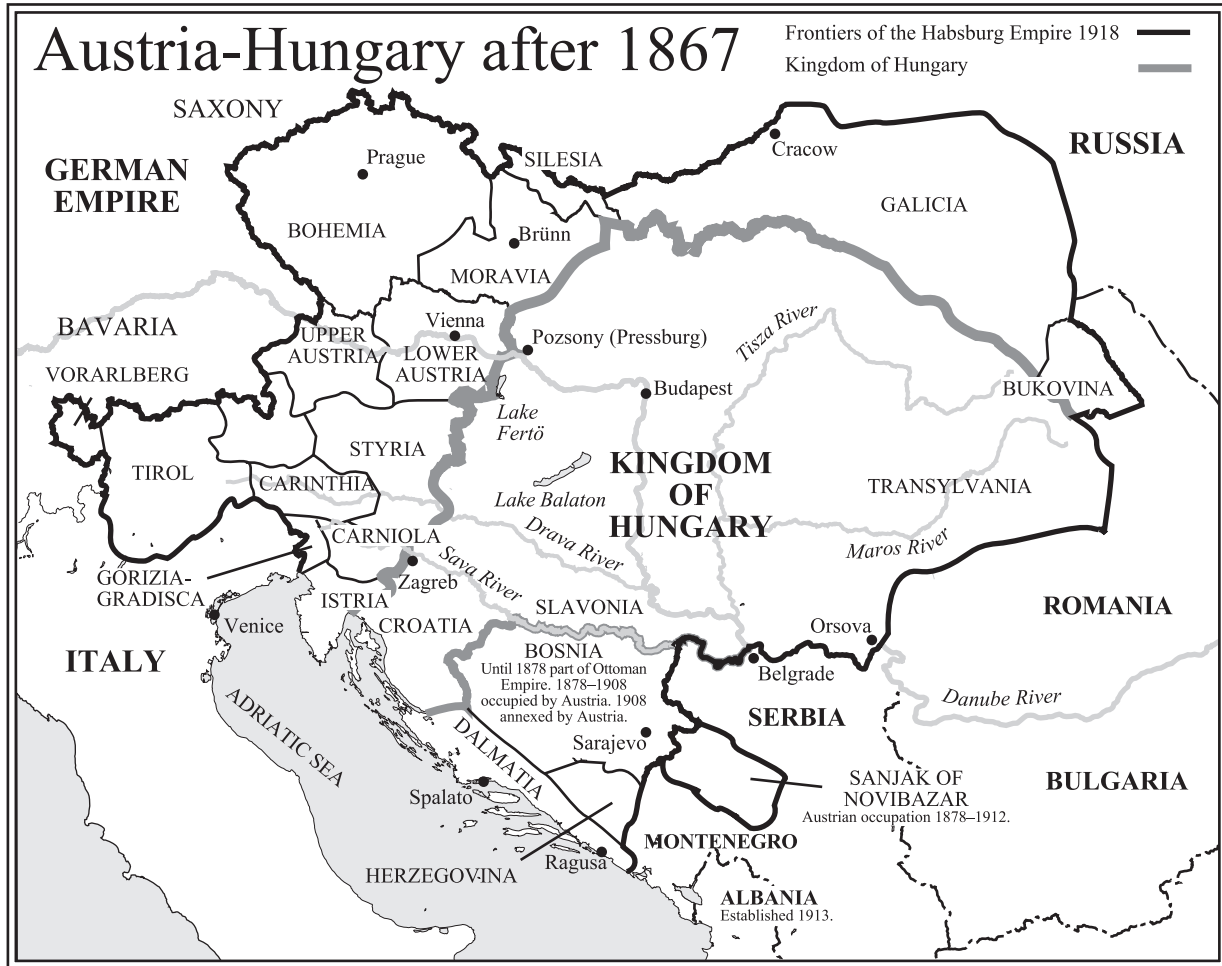 Austria-Hungary after 1867
Frontiers of the Habsburg Empire 1918
Kingdom of Hungary
SAXONY
GERMAN
EMPIRE
Prague
SILESIA
Cracow
RUSSIA
BOHEMIA
GALICIA
Brünn
MORAVIA
BAVARIA
UPPER
AUSTRIA
Vienna
LOWER
AUSTRIA
Pozsony (Pressburg)
Tisza River
VORARLBERG
Budapest
BUKOVINA
Lake
Fertö
STYRIA
TIROL
CARINTHIA
Lake Balaton
KINGDOM
OF
HUNGARY
TRANSYLVANIA
Drava River
Maros River
CARNIOLA
Sava River
Zagreb
GORIZIA-
GRADISCA
ISTRIA
SLAVONIA
CROATIA
Venice
Orsova
ROMANIA
ITALY
BOSNIA
Until 1878 part of Ottoman
Empire. 1878–1908
occupied by Austria. 1908
annexed by Austria.
Belgrade
Danube River
ADRIATIC SEA
DALMATIA
Sarajevo
SERBIA
SANJAK OF
NOVIBAZAR
Austrian occupation 1878–1912.
BULGARIA
Spalato
MONTENEGRO
Ragusa
HERZEGOVINA
ALBANIA
Established 1913.